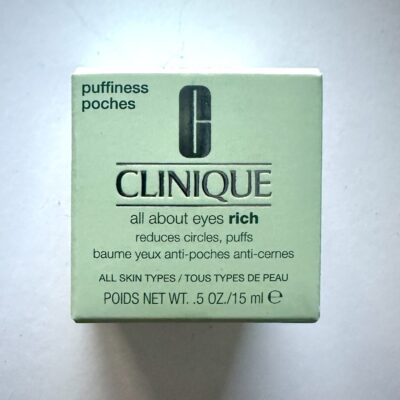 puffiness
poches
C
CLINIQUE
all about eyes rich
reduces circles, puffs
baume yeux anti-poches anti-cernes
ALL SKIN TYPES / TOUS TYPES DE PEAU
POIDS NET WT. .5 OZ./15 ml ℮